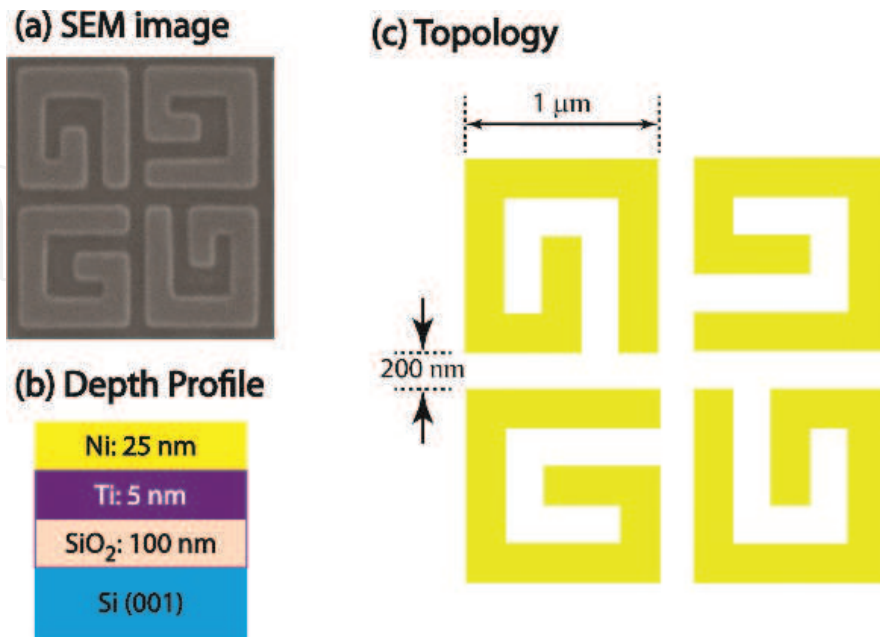 (a) SEM image
(c) Topology
1 μm
200 nm
(b) Depth Profile
Ni: 25 nm
Ti: 5 nm
SiO₂: 100 nm
Si (001)